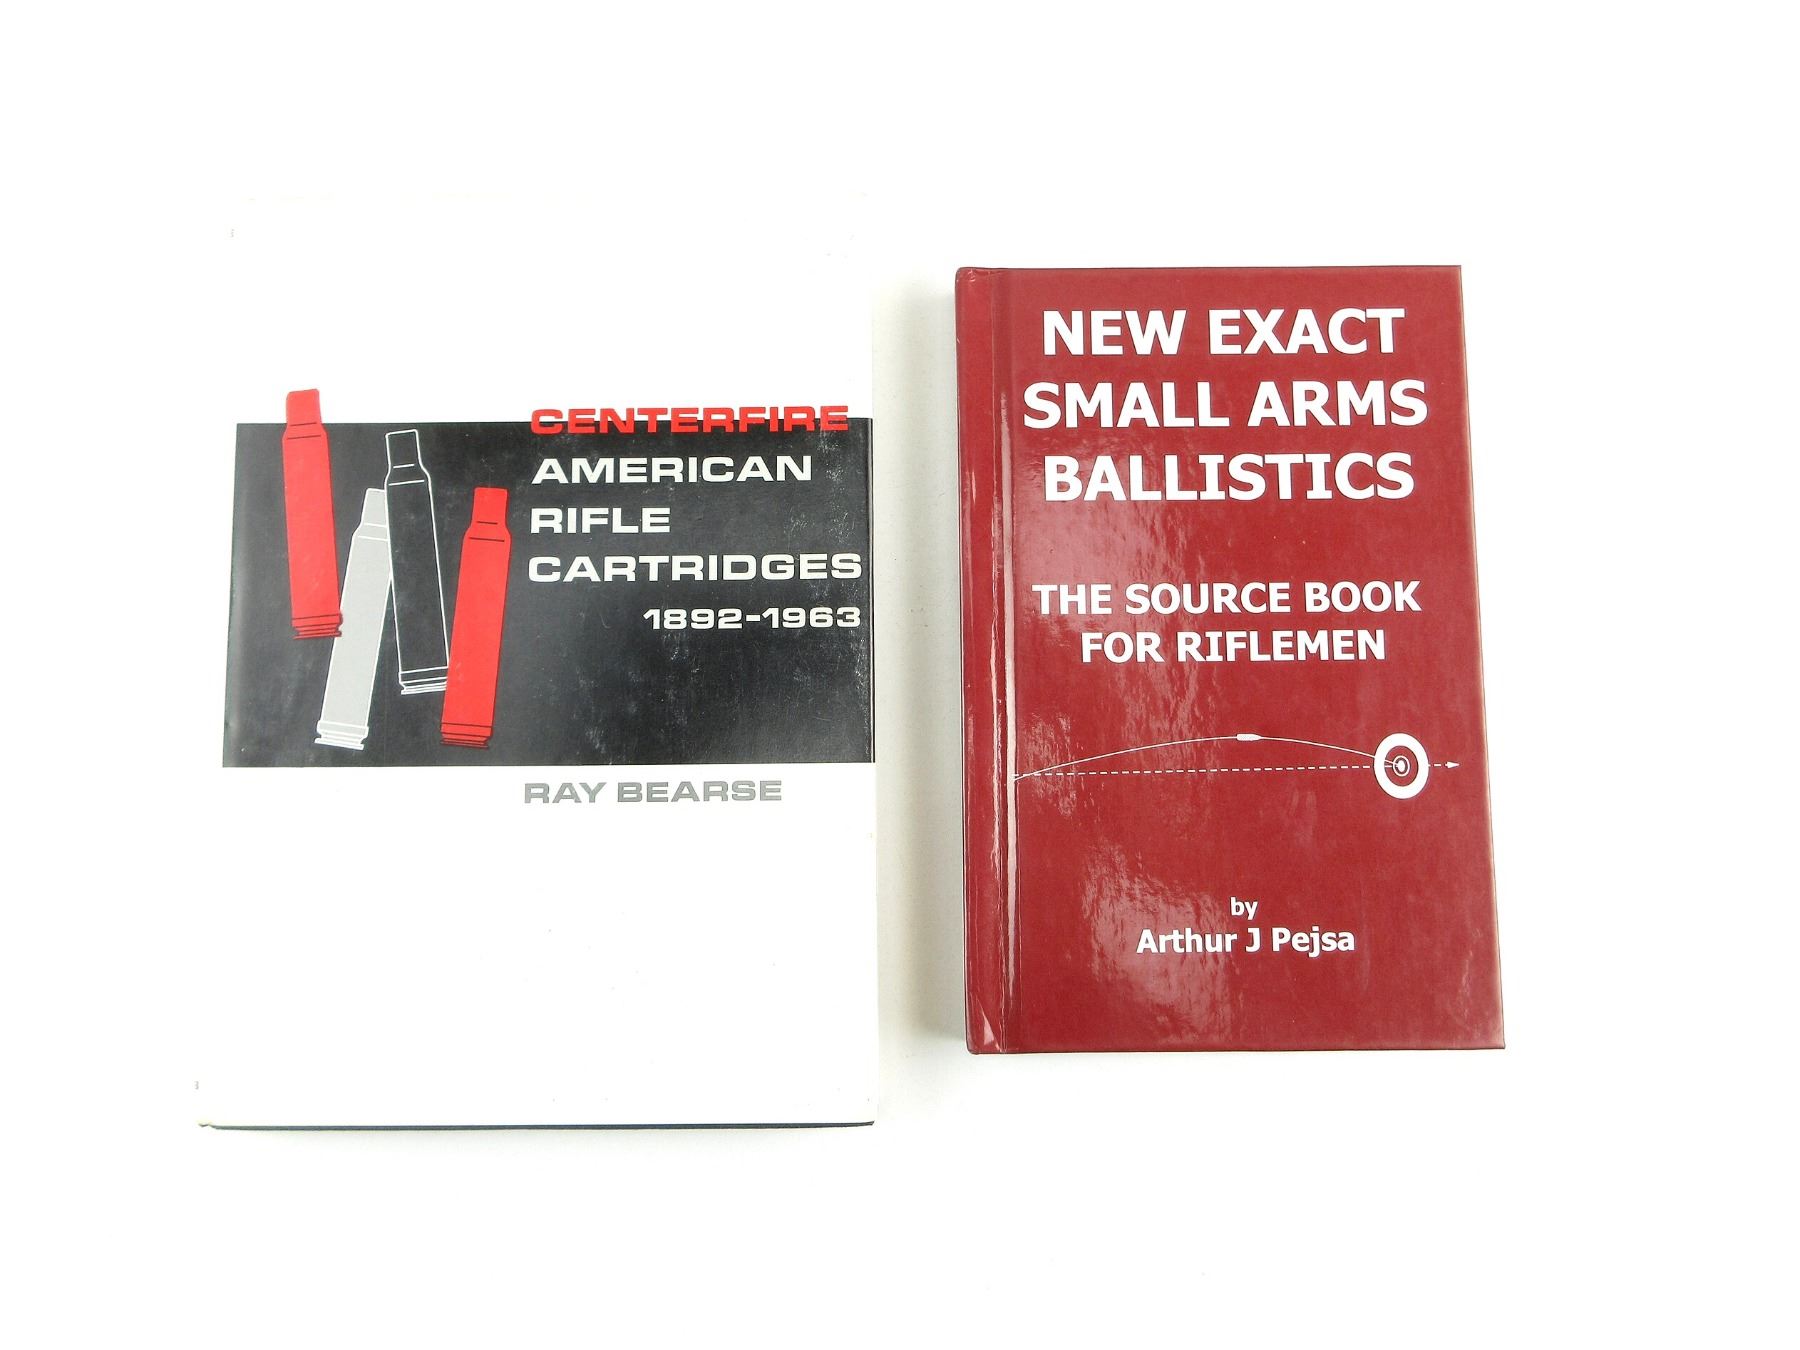 CENTERFIRE
AMERICAN
RIFLE
CARTRIDGES
1892-1963
RAY BEARSE
NEW EXACT
SMALL ARMS
BALLISTICS
THE SOURCE BOOK
FOR RIFLEMEN
by
Arthur J Pejsa